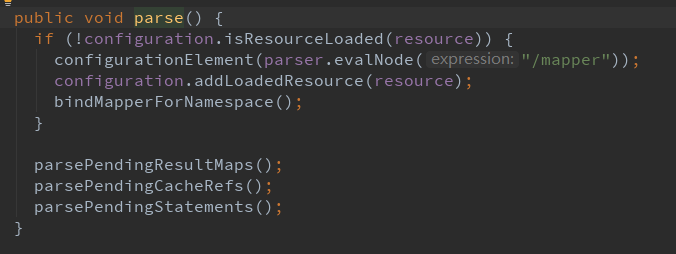 public void parse() {
if (!configuration.isResourceLoaded(resource)) {
configurationElement(parser.evalNode( expression: "/mapper"));
configuration.addLoadedResource(resource);
bindMapperForNamespace();
}
parsePendingResultMaps();
parsePendingCacheRefs();
parsePendingStatements();
}